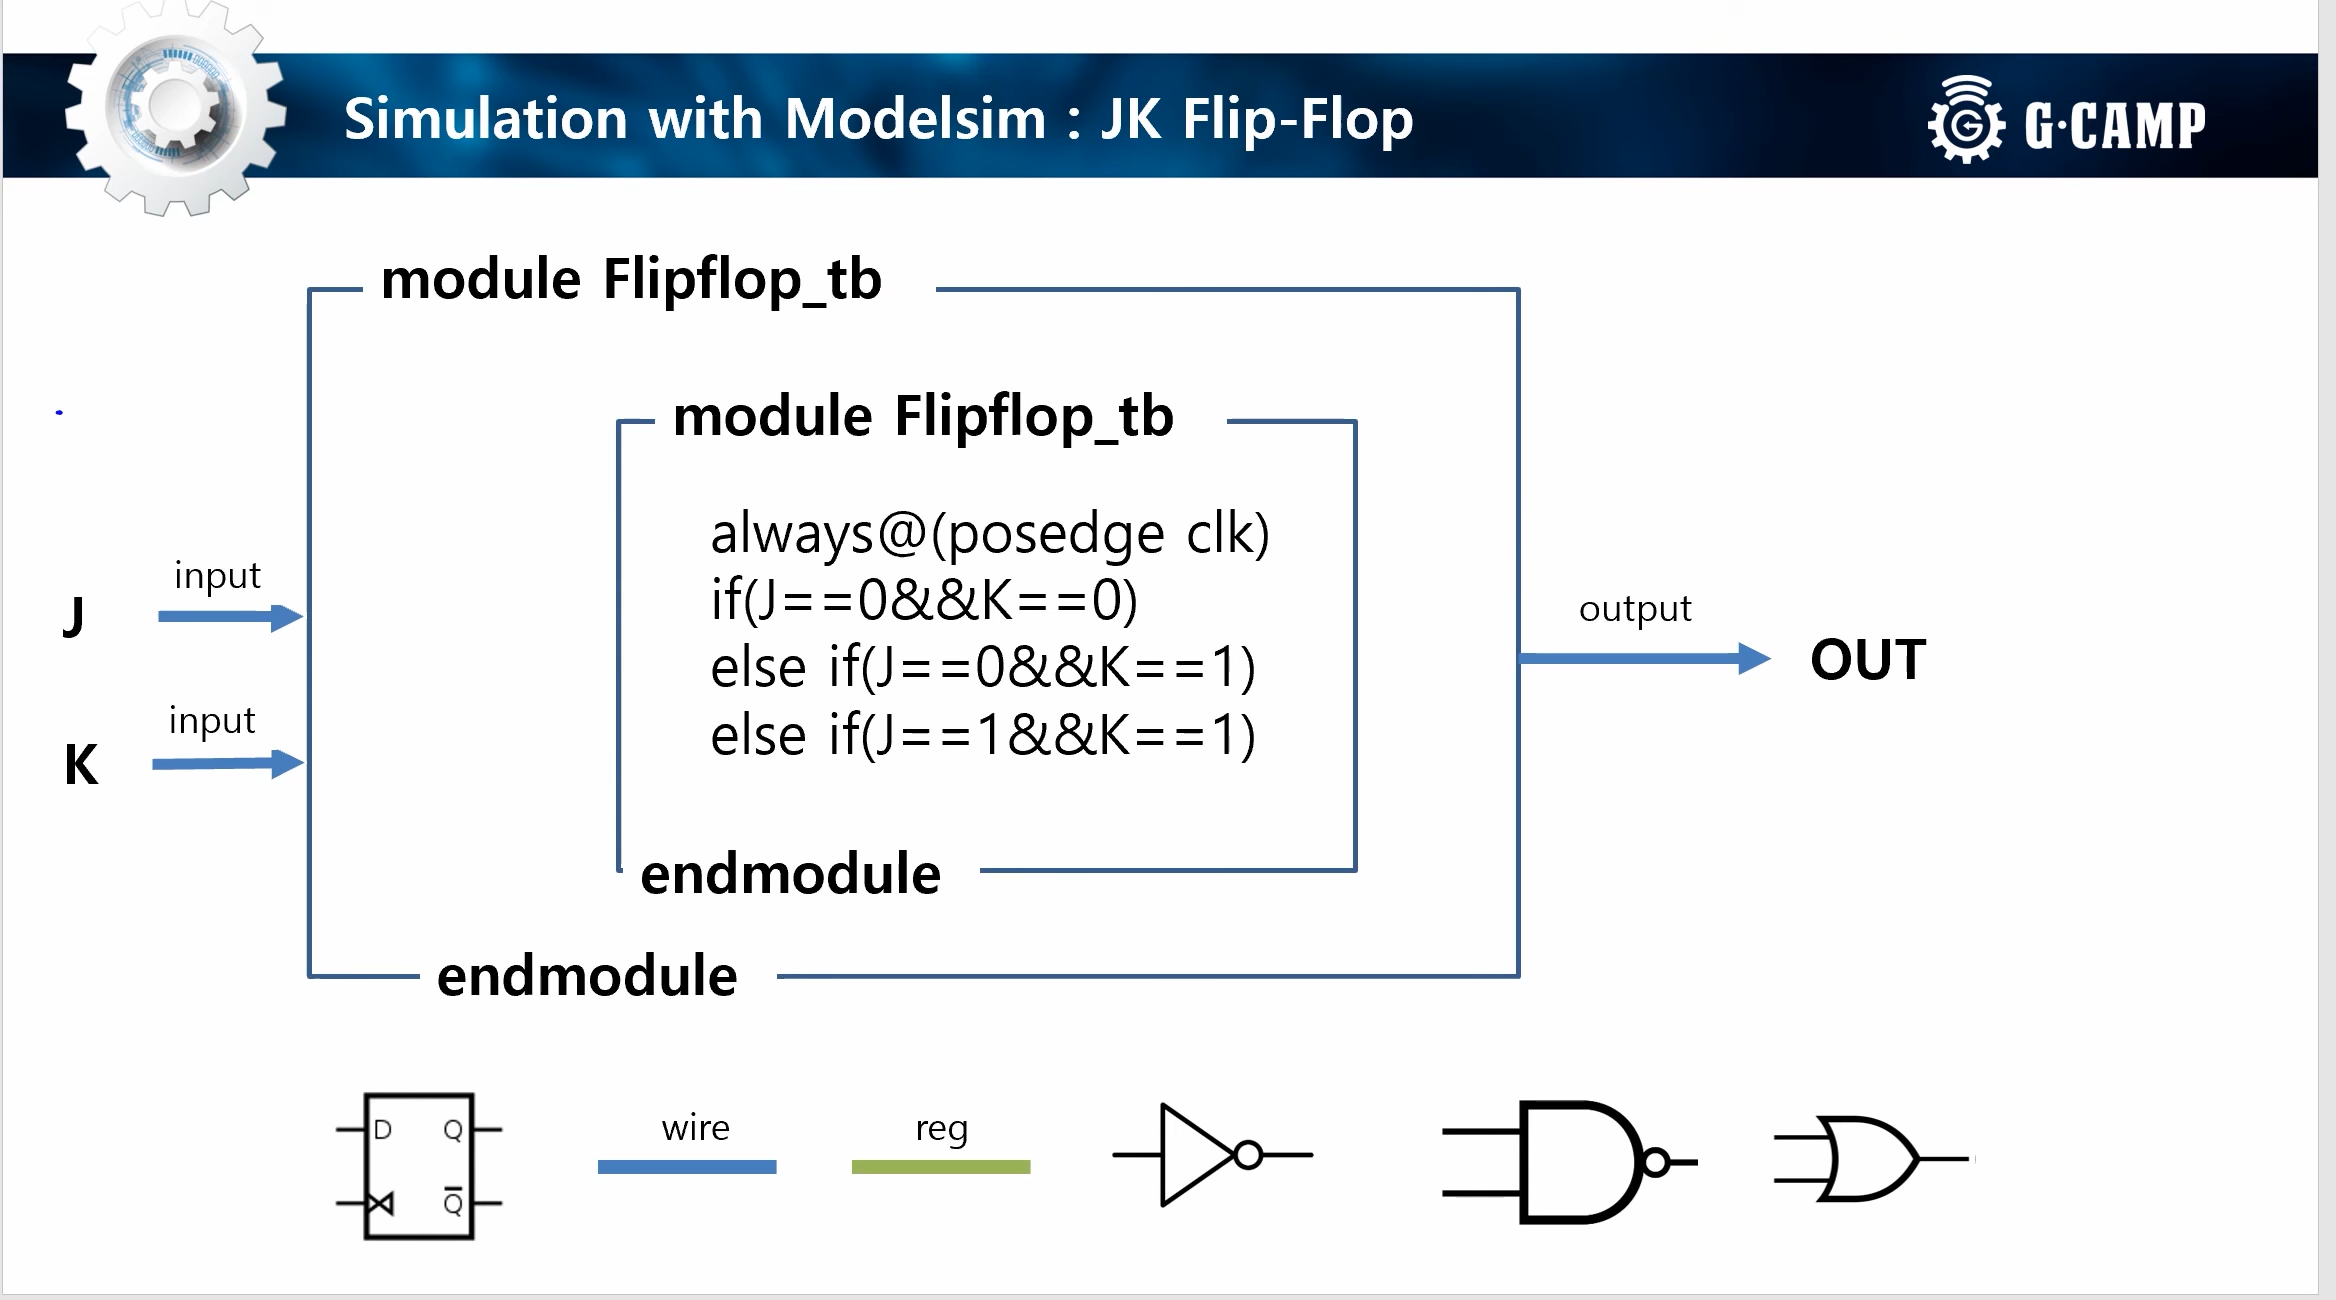 Simulation with Modelsim : JK Flip-Flop
G·CAMP
module Flipflop_tb
module Flipflop_tb
always@(posedge clk)
if(J==0&&K==0)
else if(J==0&&K==1)
else if(J==1&&K==1)
endmodule
endmodule
input
J
input
K
output
OUT
D Q
Q̅
wire
reg